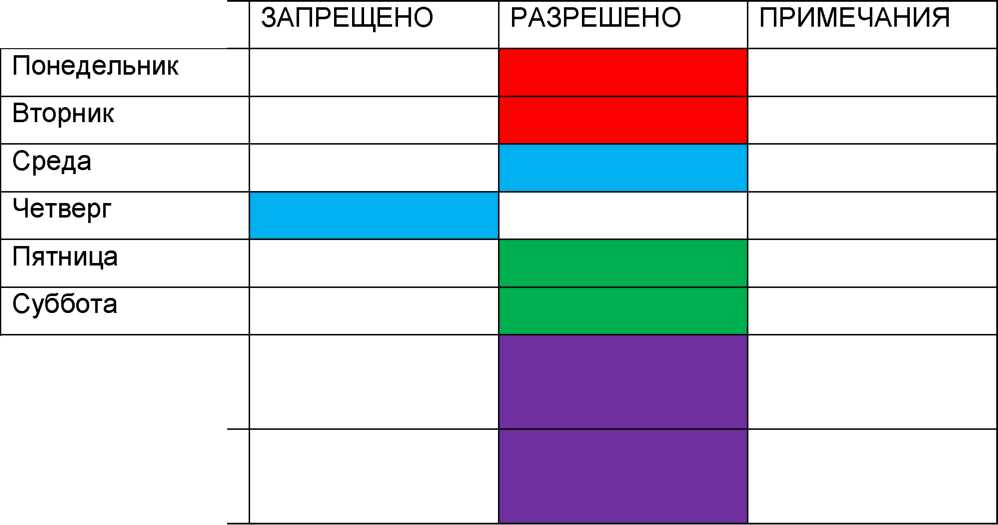 ЗАПРЕЩЕНО РАЗРЕШЕНО ПРИМЕЧАНИЯ
Понедельник
Вторник
Среда
Четверг
Пятница
Суббота